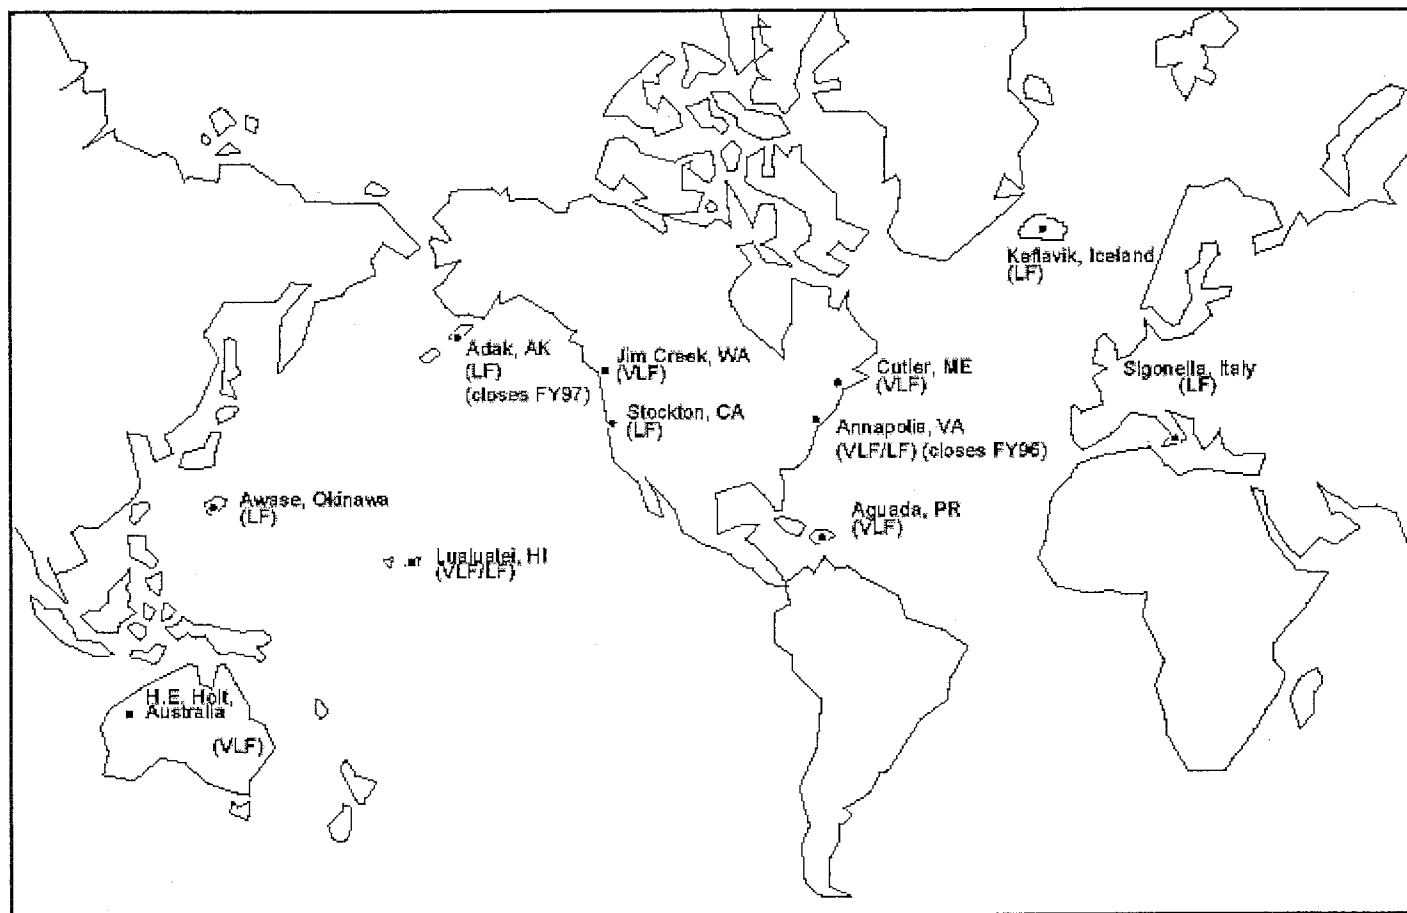 Keflavik, Iceland
(LF)
Adak, AK
(LF)
(closes FY97)
Jim Creek, WA
(VLF)
Stockton, CA
(LF)
Cutler, ME
(VLF)
Annapolis, VA
(VLF/LF) (closes FY96)
Sigonella, Italy
(LF)
Awase, Okinawa
(LF)
Aguada, PR
(VLF)
Lualualei, HI
(VLF/LF)
H.E. Holt,
Australia
(VLF)